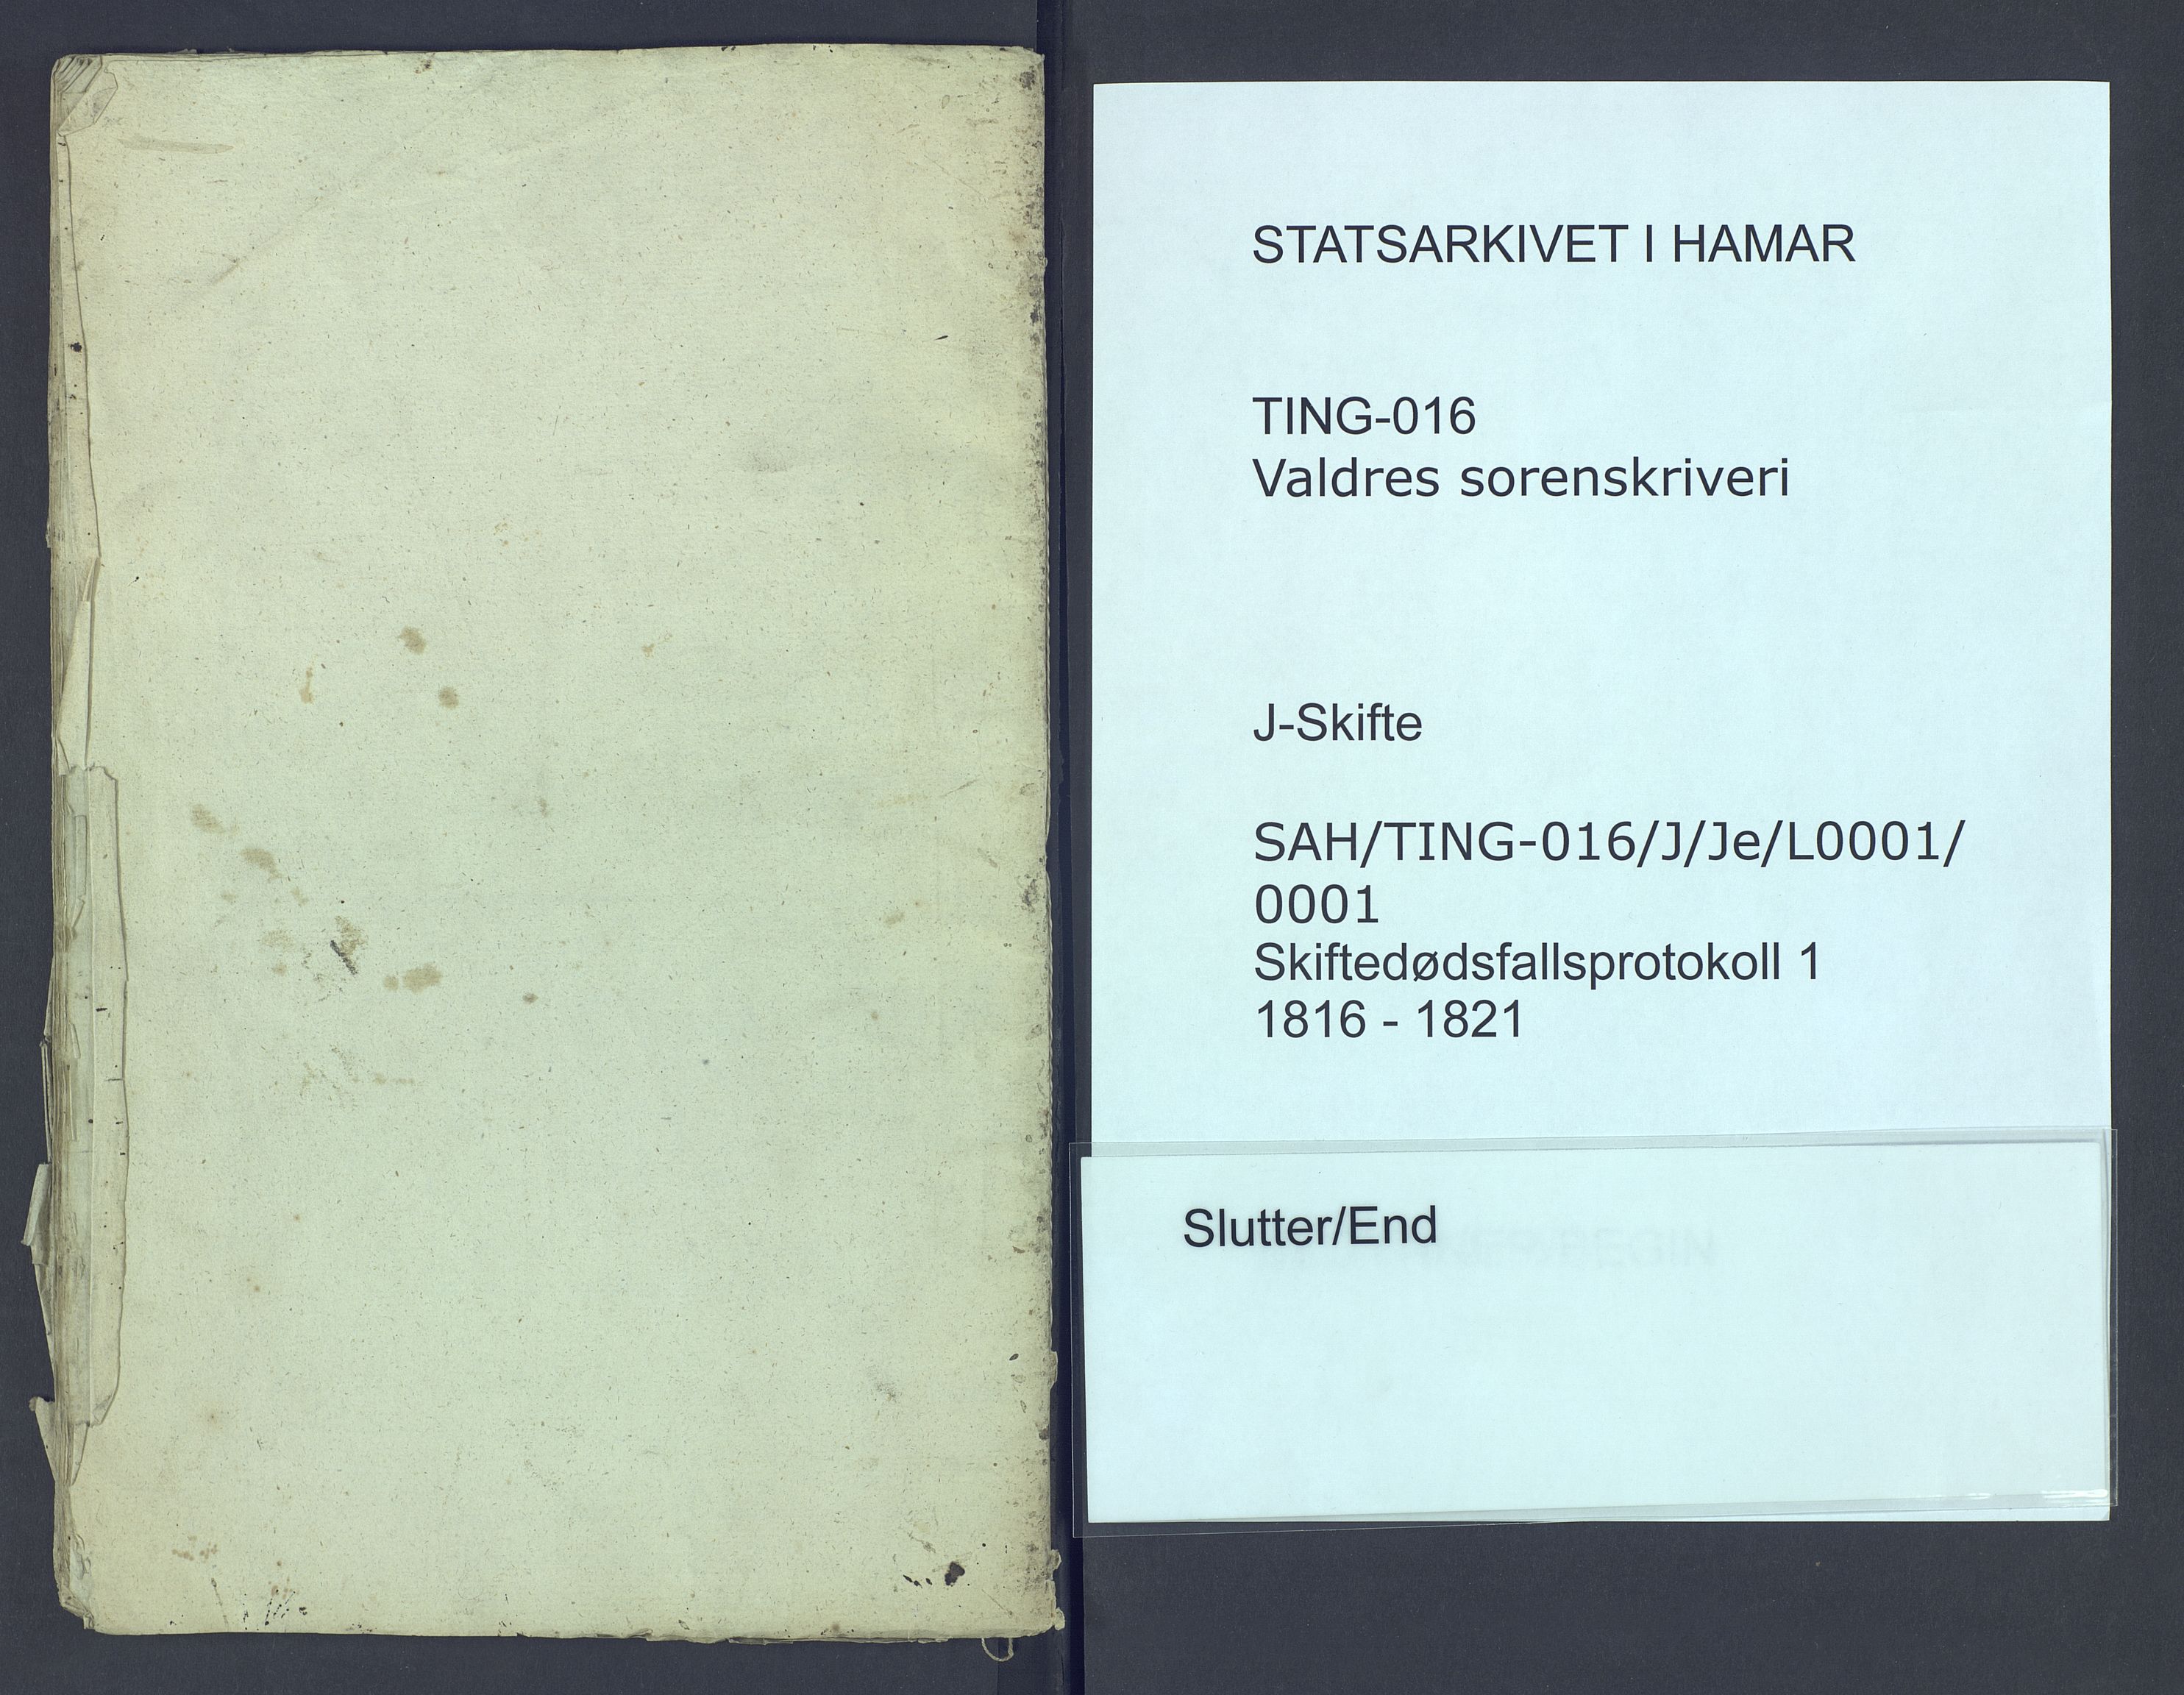 STATSARKIVET I HAMAR
TING-016
Valdres sorenskriveri
J-Skifte
SAH/TING-016/J/Je/L0001/
0001
Skiftedødsfallsprotokoll 1
1816 - 1821
Slutter/End